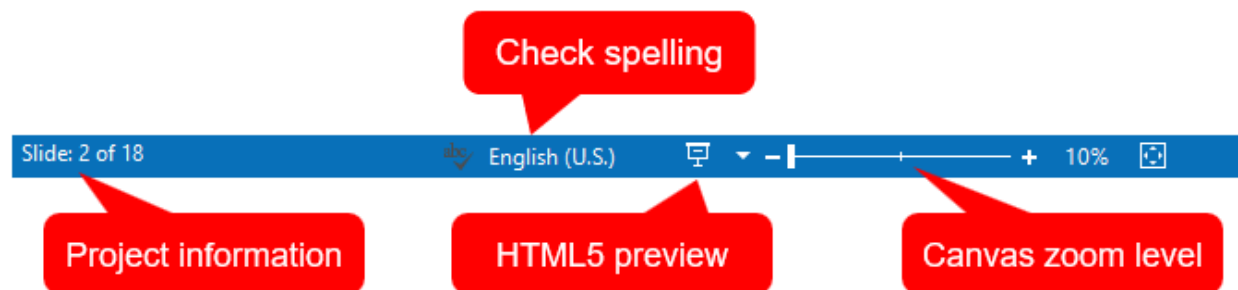 Check spelling
Slide: 2 of 18
abc
English (U.S.)
10%
Project information
HTML5 preview
Canvas zoom level